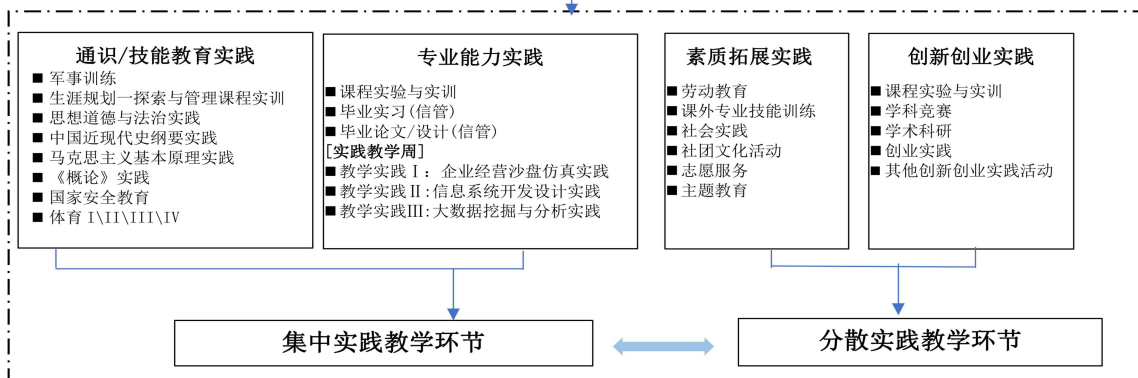 通识/技能教育实践
■ 军事训练
■ 生涯规划—探索与管理课程实训
■ 思想道德与法治实践
■ 中国近现代史纲要实践
■ 马克思主义基本原理实践
■ 《概论》实践
■ 国家安全教育
■ 体育 I\II\III\IV
专业能力实践
■ 课程实验与实训
■ 毕业实习(信管)
■ 毕业论文/设计(信管)
[实践教学周]
■ 教学实践Ⅰ: 企业经营沙盘仿真实践
■ 教学实践Ⅱ:信息系统开发设计实践
■ 教学实践Ⅲ:大数据挖掘与分析实践
素质拓展实践
■ 劳动教育
■ 课外专业技能训练
■ 社会实践
■ 社团文化活动
■ 志愿服务
■ 主题教育
创新创业实践
■ 课程实验与实训
■ 学科竞赛
■ 学术科研
■ 创业实践
■ 其他创新创业实践活动
集中实践教学环节
分散实践教学环节